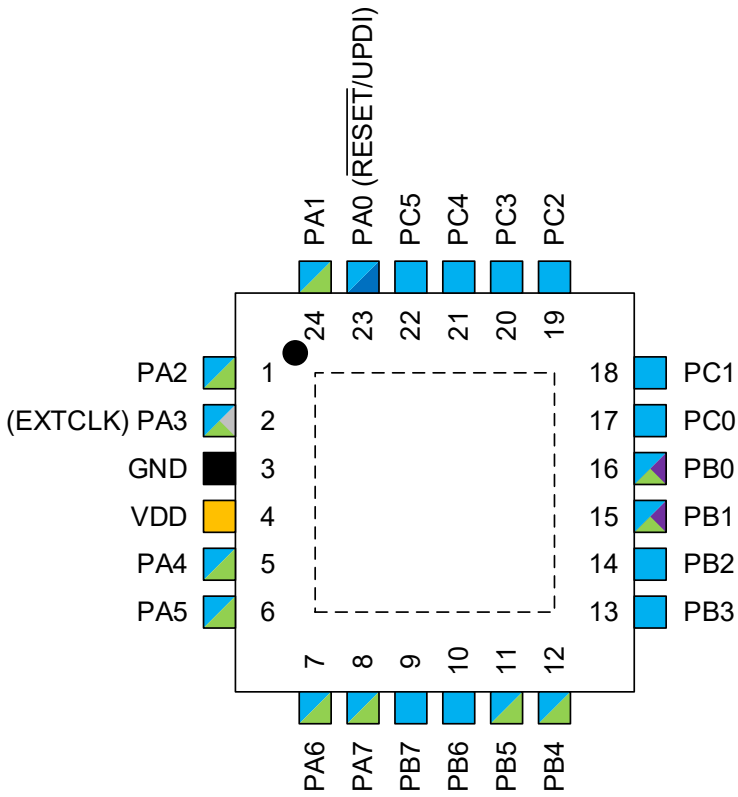 PA0 (RESET/UPDI)
PA1
PC5
PC4
PC3
PC2
24
23
22
21
20
19
PA2
1
18
PC1
(EXTCLK) PA3
2
17
PC0
GND
3
16
PB0
VDD
4
15
PB1
PA4
5
14
PB2
PA5
6
13
PB3
7
8
9
10
11
12
PA6
PA7
PB7
PB6
PB5
PB4